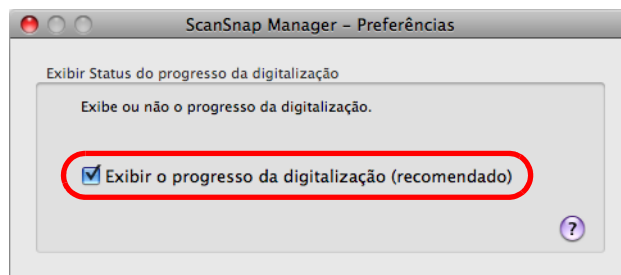 ScanSnap Manager – Preferências
Exibir Status do progresso da digitalização
Exibe ou não o progresso da digitalização.
Exibir o progresso da digitalização (recomendado)
?